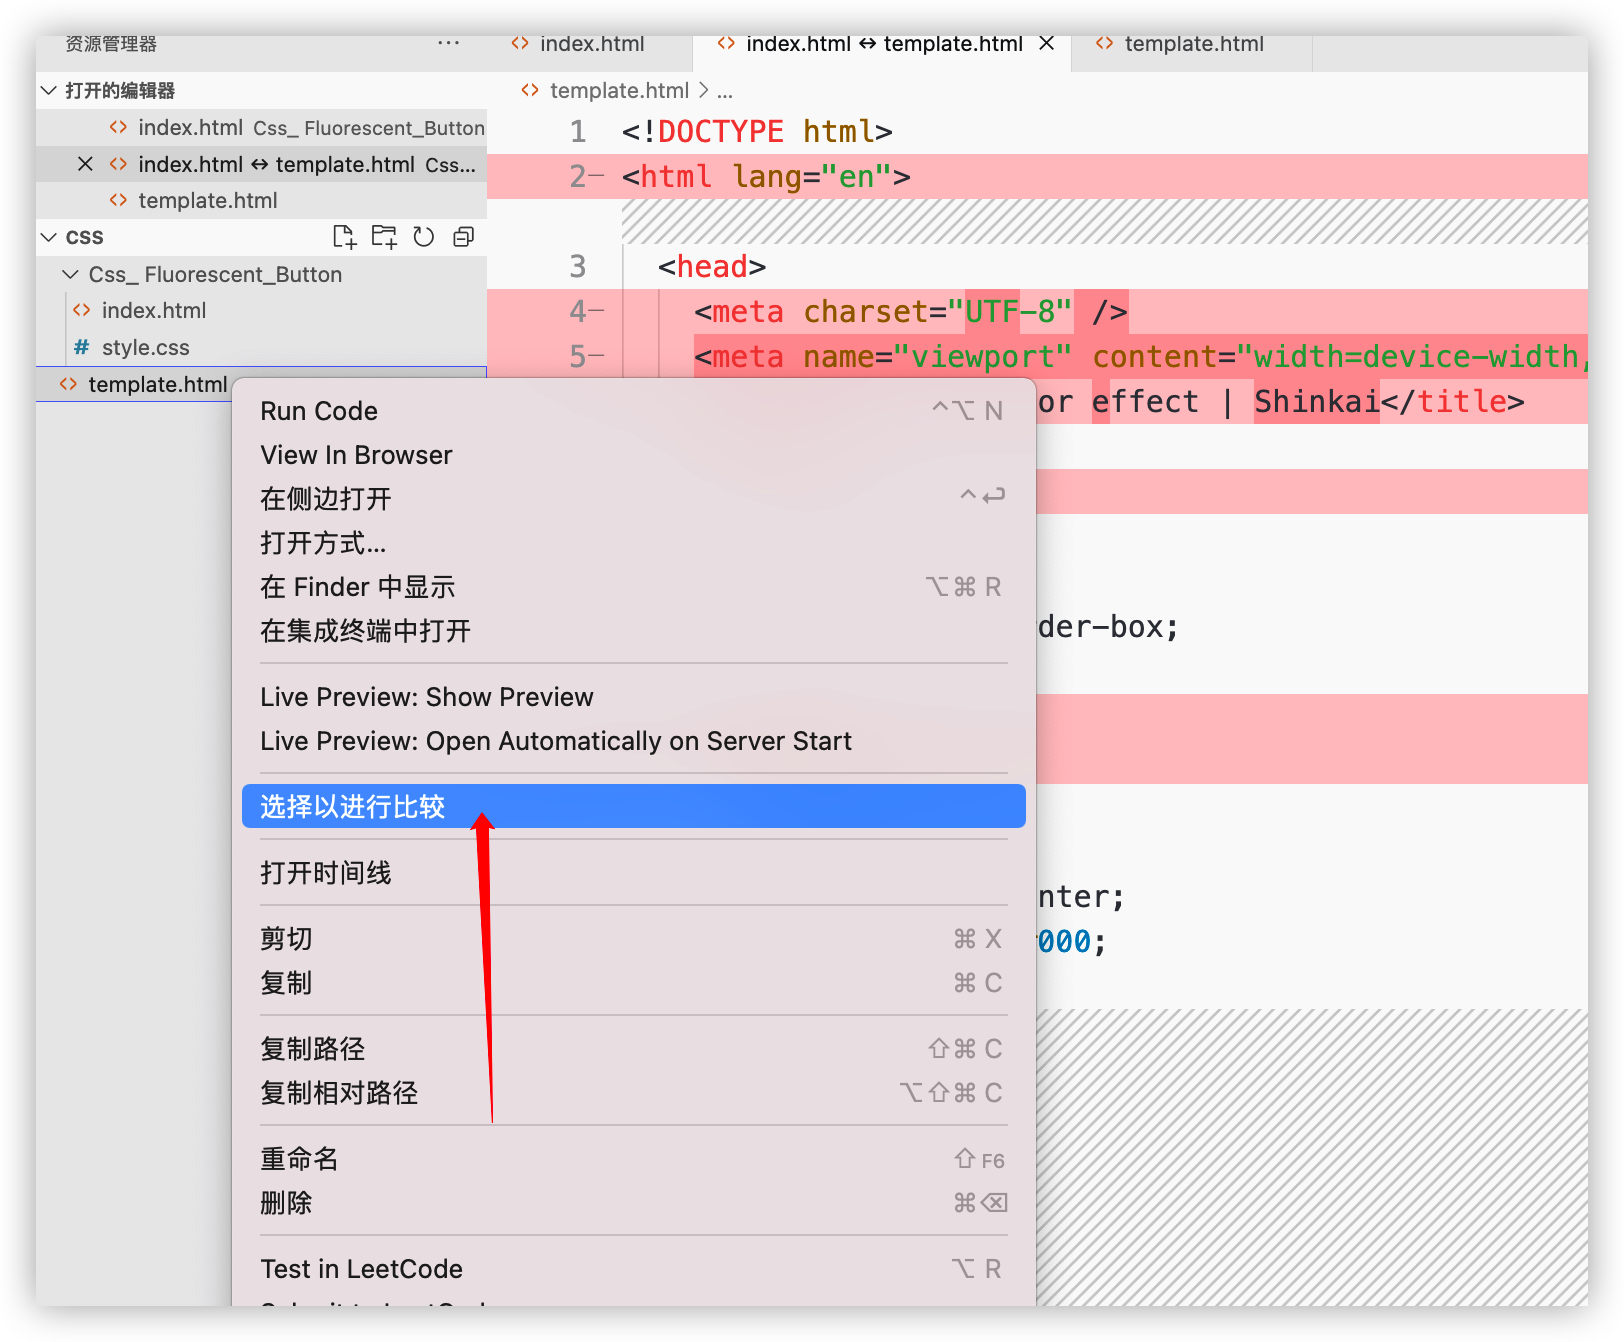 资源管理器 ···
index.html
index.html ↔ template.html
template.html
打开的编辑器
index.html Css_ Fluorescent_Button
index.html ↔ template.html Css...
template.html
CSS
Css_ Fluorescent_Button
index.html
style.css
template.html
template.html > ...
1 <!DOCTYPE html>
2− <html lang="en">
3 <head>
4− <meta charset="UTF-8" />
5− <meta name="viewport" content="width=device-width,
or effect | Shinkai</title>
der-box;
nter;
000;
Run Code ^⌥ N
View In Browser
在侧边打开 ^↩
打开方式...
在 Finder 中显示 ⌥⌘ R
在集成终端中打开
Live Preview: Show Preview
Live Preview: Open Automatically on Server Start
选择以进行比较
打开时间线
剪切 ⌘ X
复制 ⌘ C
复制路径 ⇧⌘ C
复制相对路径 ⌥⇧⌘ C
重命名 ⇧ F6
删除 ⌘⌫
Test in LeetCode ⌥ R